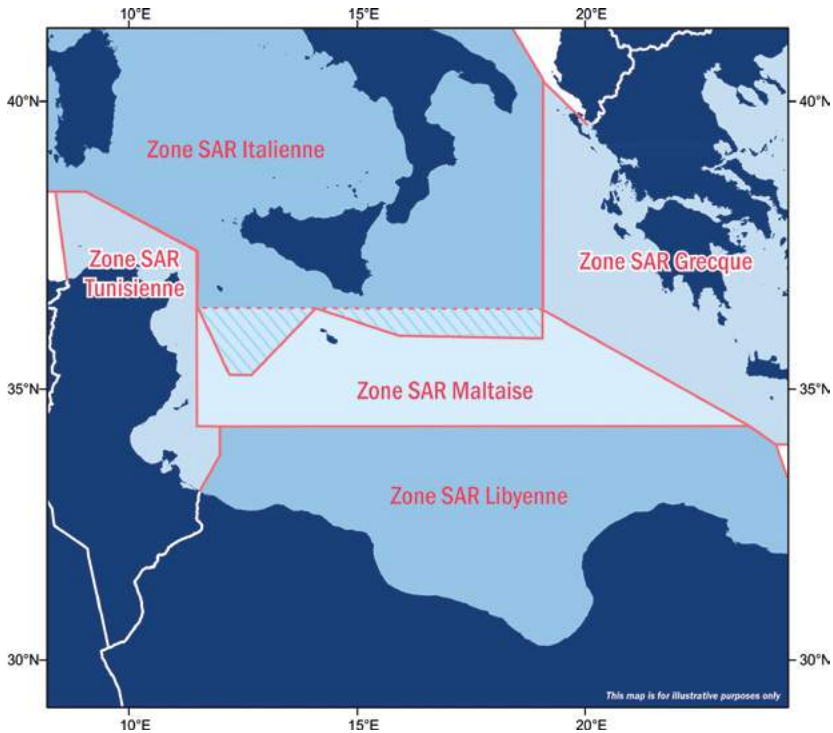 10°E 15°E 20°E
40°N 40°N
Zone SAR Italienne
Zone SAR
Tunisienne
Zone SAR Grecque
35°N 35°N
Zone SAR Maltaise
Zone SAR Libyenne
30°N 30°N
This map is for illustrative purposes only
10°E 15°E 20°E